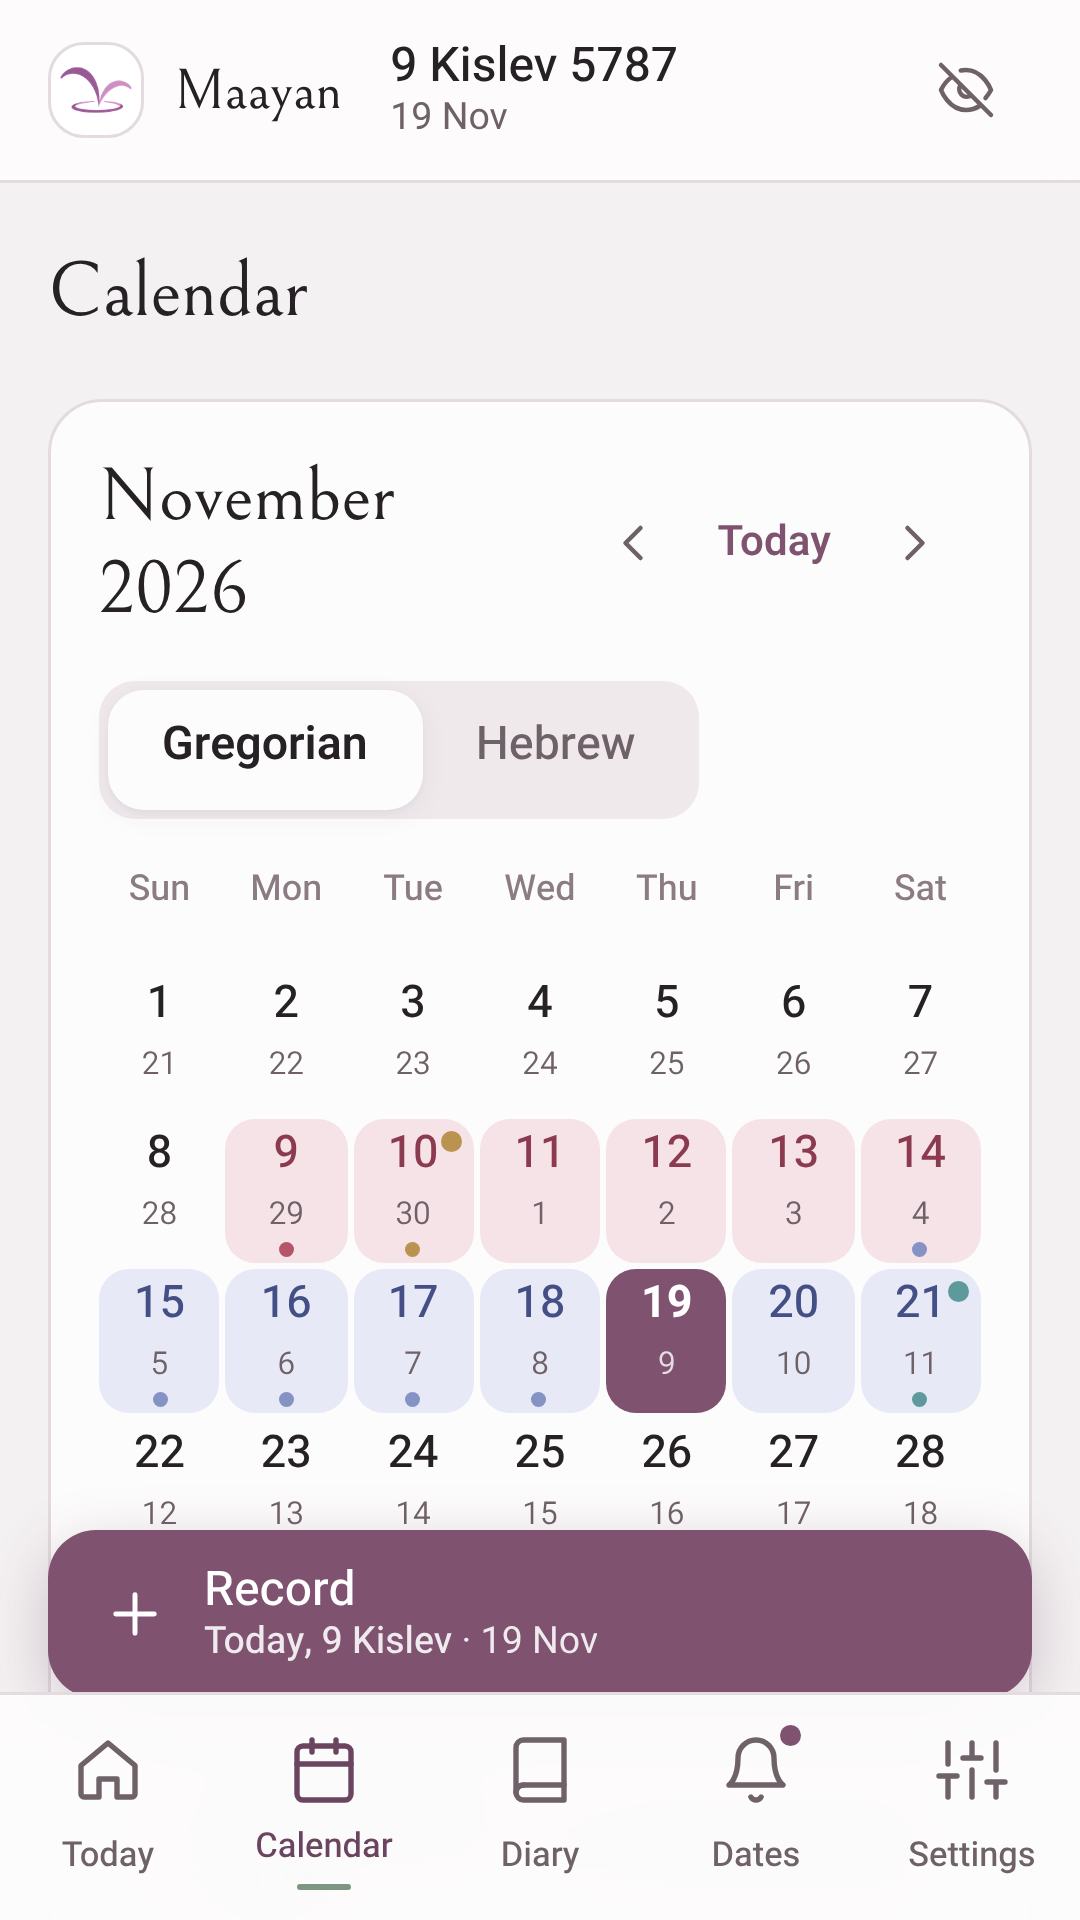 Maayan
9 Kislev 5787
19 Nov
Calendar
November
2026
Today
Gregorian Hebrew
Sun Mon Tue Wed Thu Fri Sat
1 2 3 4 5 6 7
21 22 23 24 25 26 27
8 9 10 11 12 13 14
28 29 30 1 2 3 4
15 16 17 18 19 20 21
5 6 7 8 9 10 11
22 23 24 25 26 27 28
12 13 14 15 16 17 18
Record
Today, 9 Kislev · 19 Nov
Today Calendar Diary Dates Settings